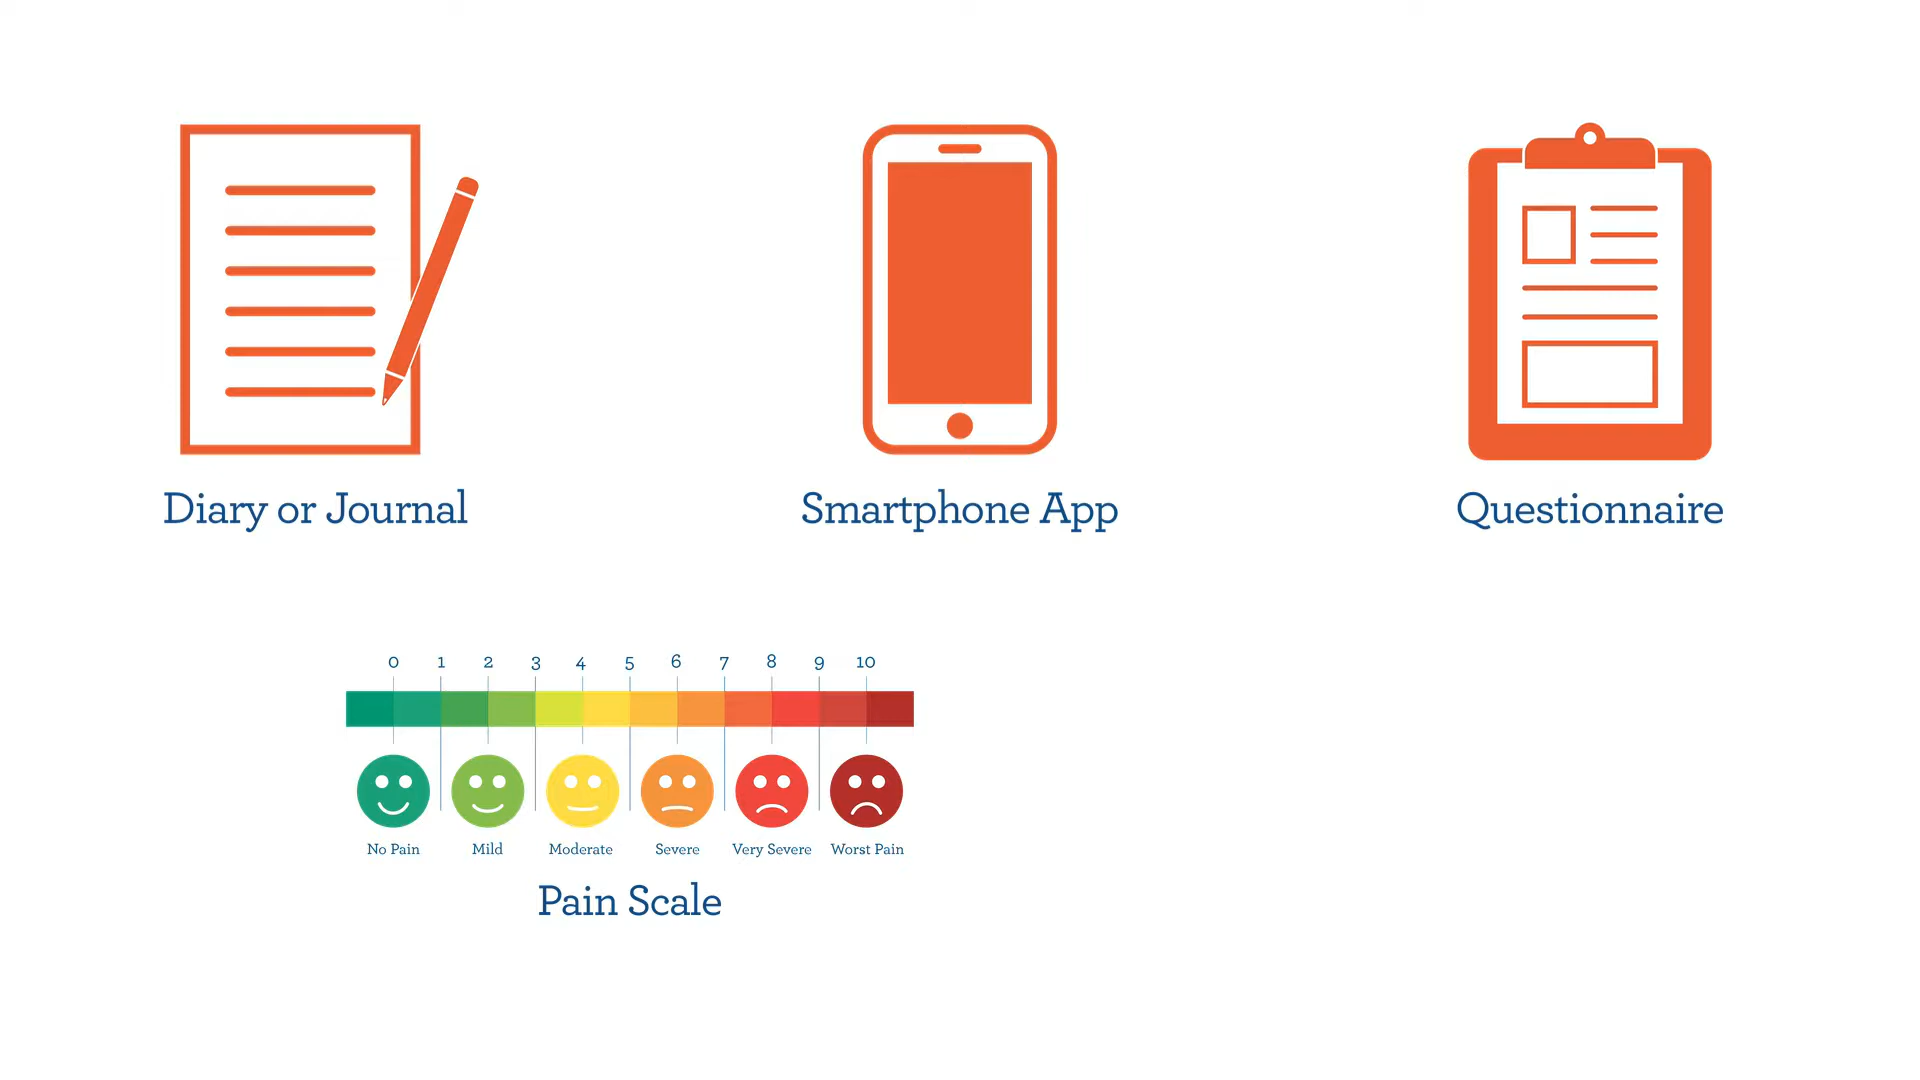 Diary or Journal
Smartphone App
Questionnaire
0 1 2 3 4 5 6 7 8 9 10
No Pain Mild Moderate Severe Very Severe Worst Pain
Pain Scale